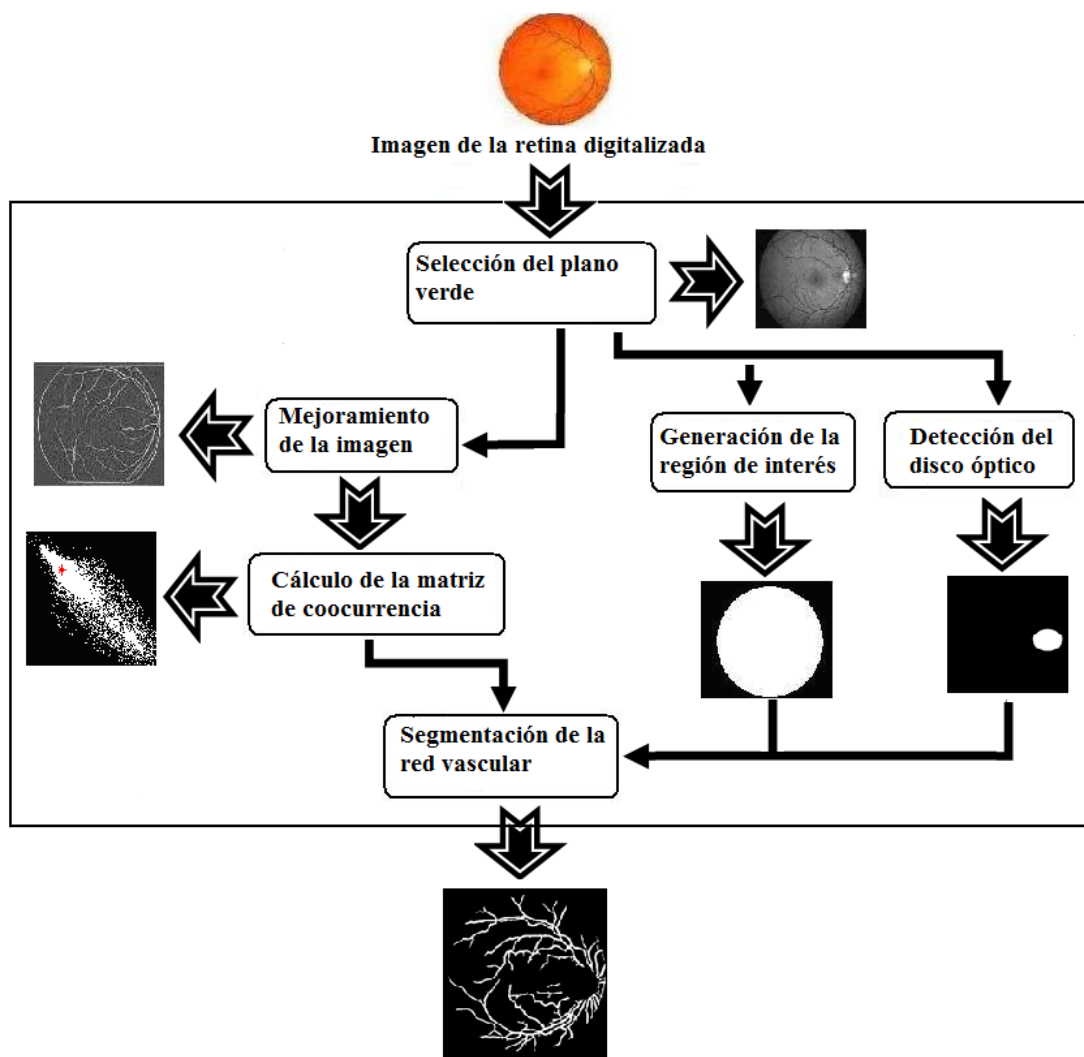 Imagen de la retina digitalizada
Selección del plano
verde
Mejoramiento
de la imagen
Generación de la
región de interés
Detección del
disco óptico
Cálculo de la matriz
de coocurrencia
Segmentación de la
red vascular